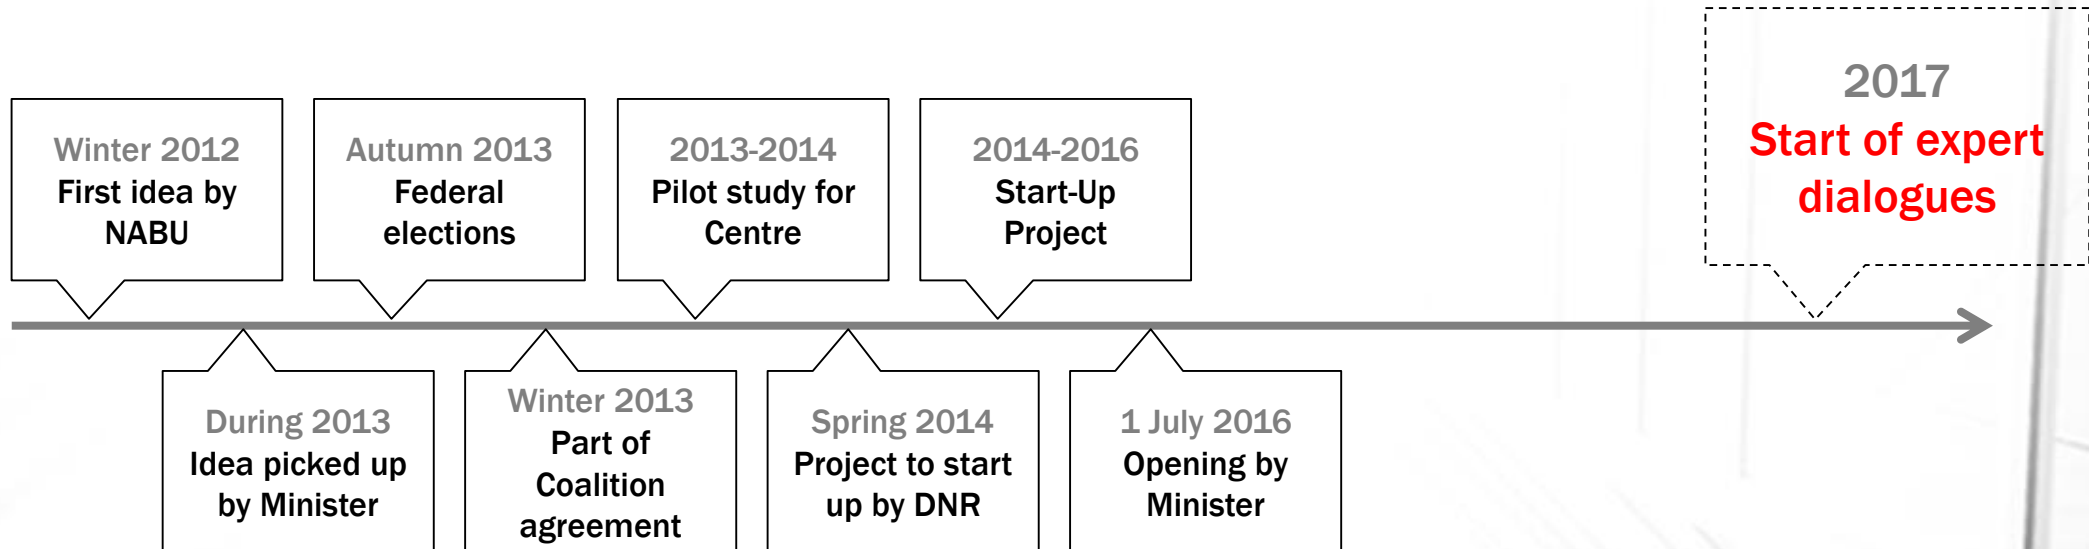 Winter 2012
First idea by
NABU
Autumn 2013
Federal
elections
2013-2014
Pilot study for
Centre
2014-2016
Start-Up
Project
2017
Start of expert
dialogues
During 2013
Idea picked up
by Minister
Winter 2013
Part of
Coalition
agreement
Spring 2014
Project to start
up by DNR
1 July 2016
Opening by
Minister